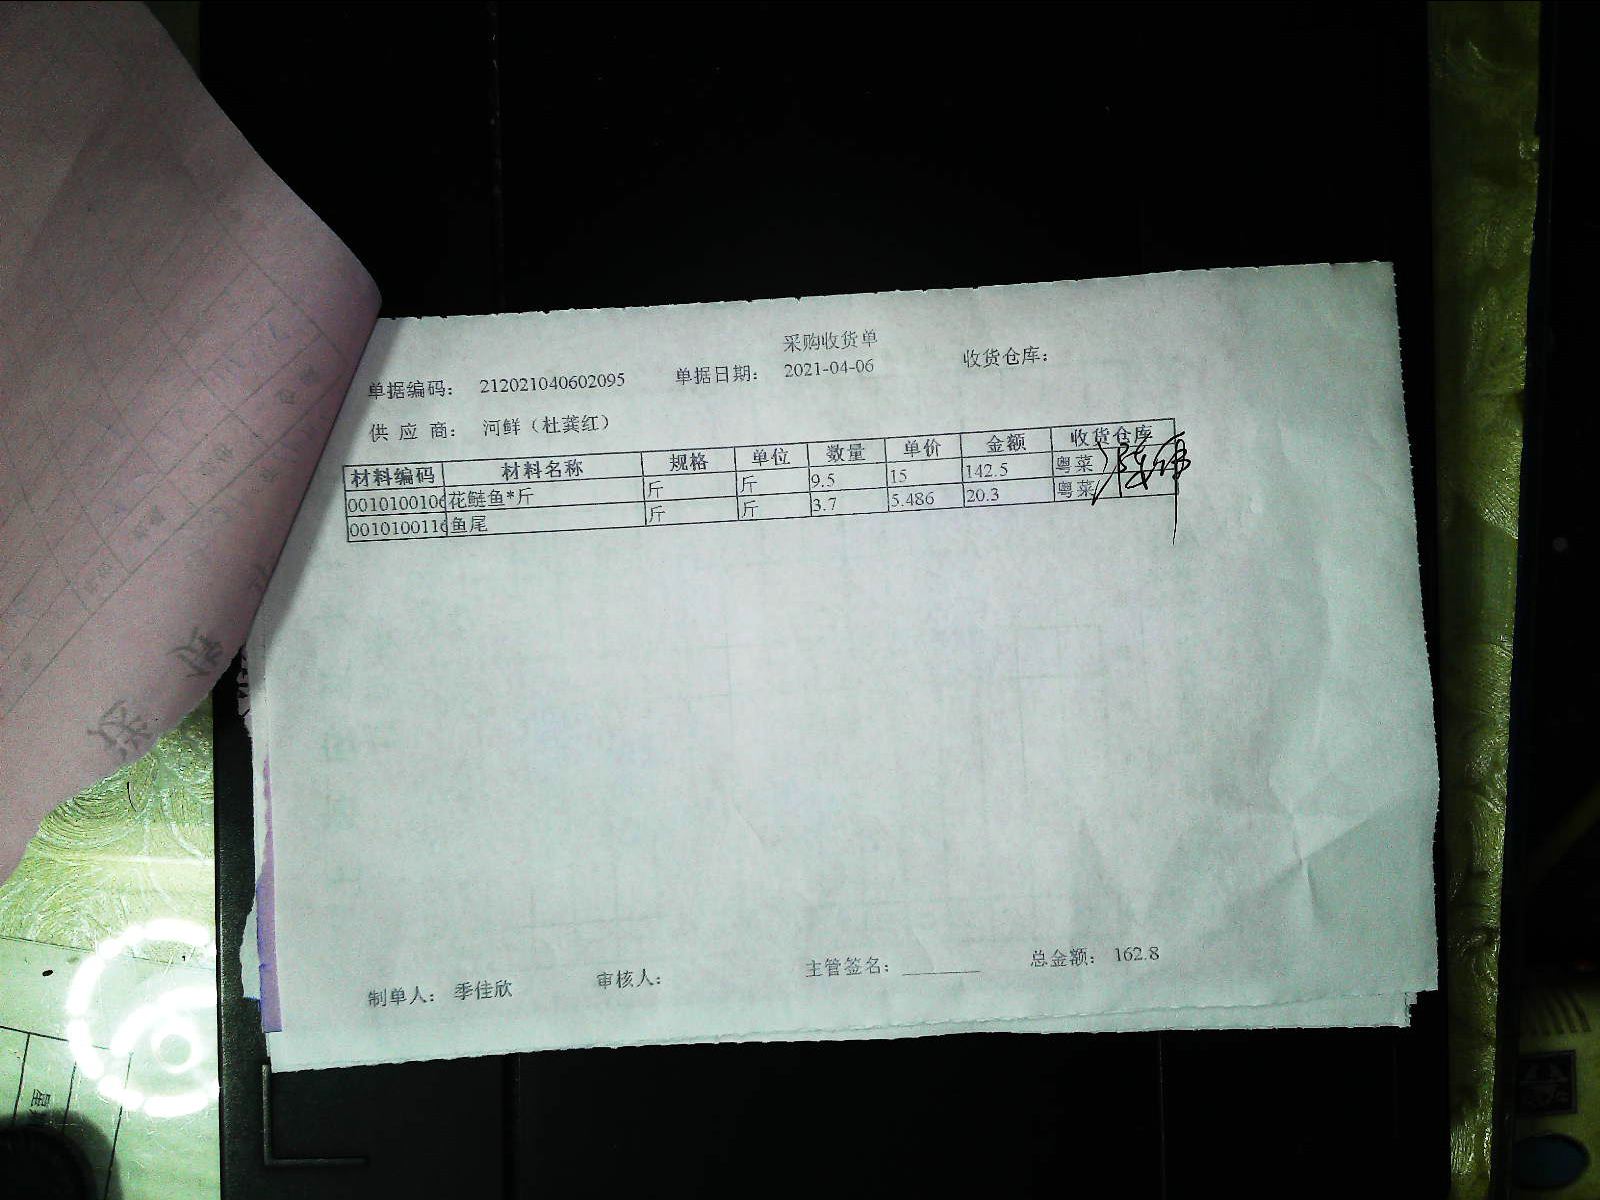 采购收货单
单据编码： 212021040602095 单据日期： 2021-04-06 收货仓库：
供 应 商： 河鲜（杜龚红）
材料编码 材料名称 规格 单位 数量 单价 金额 收货仓库
0010100106 花鲢鱼*斤 斤 斤 9.5 15 142.5 粤菜
001010011 鱼尾 斤 斤 3.7 5.486 20.3 粤菜
制单人： 季佳欣 审核人： 主管签名： 总金额： 162.8